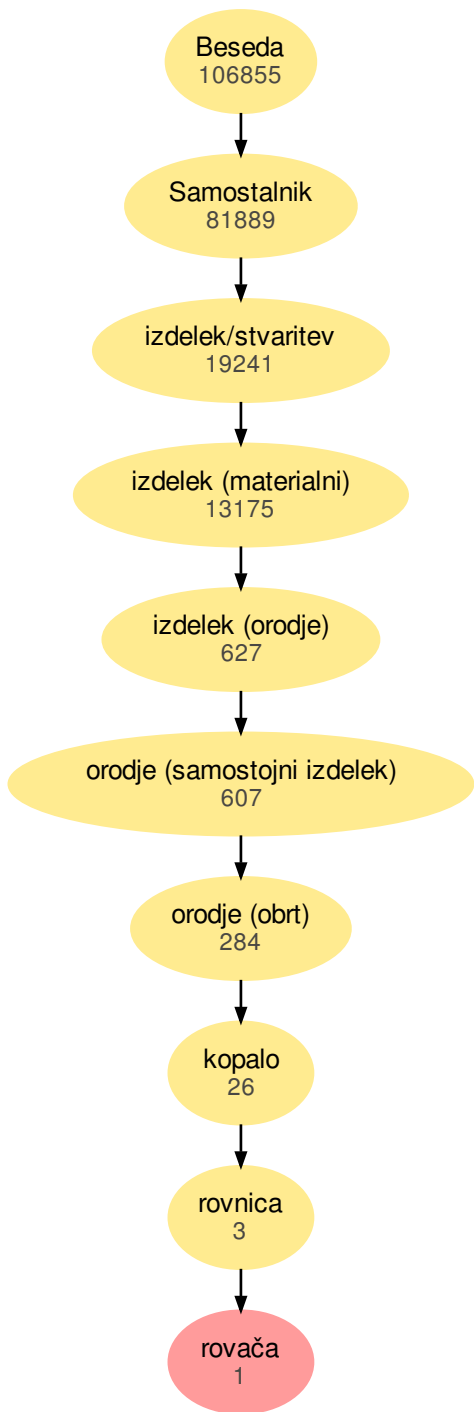 Beseda
106855
Samostalnik
81889
izdelek/stvaritev
19241
izdelek (materialni)
13175
izdelek (orodje)
627
orodje (samostojni izdelek)
607
orodje (obrt)
284
kopalo
26
rovnica
3
rovača
1